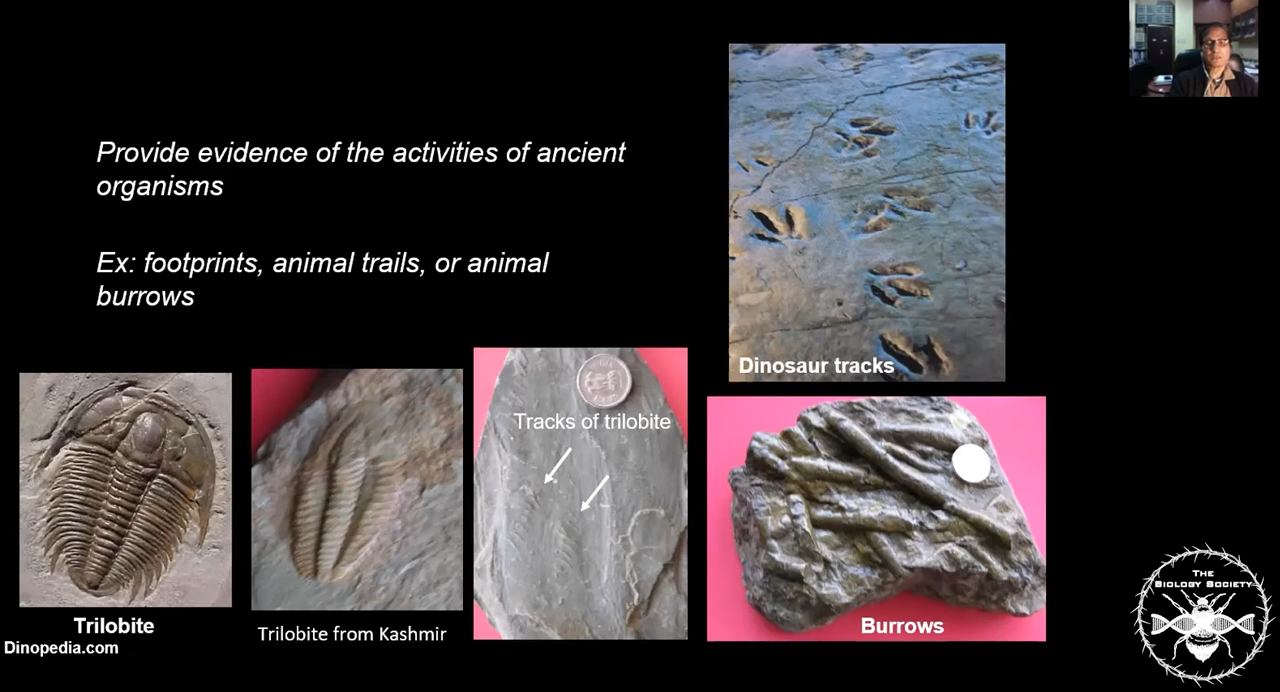 Provide evidence of the activities of ancient
organisms
Ex: footprints, animal trails, or animal
burrows
Dinosaur tracks
Tracks of trilobite
Trilobite
Dinopedia.com
Trilobite from Kashmir
Burrows
THE
BIOLOGY SOCIETY